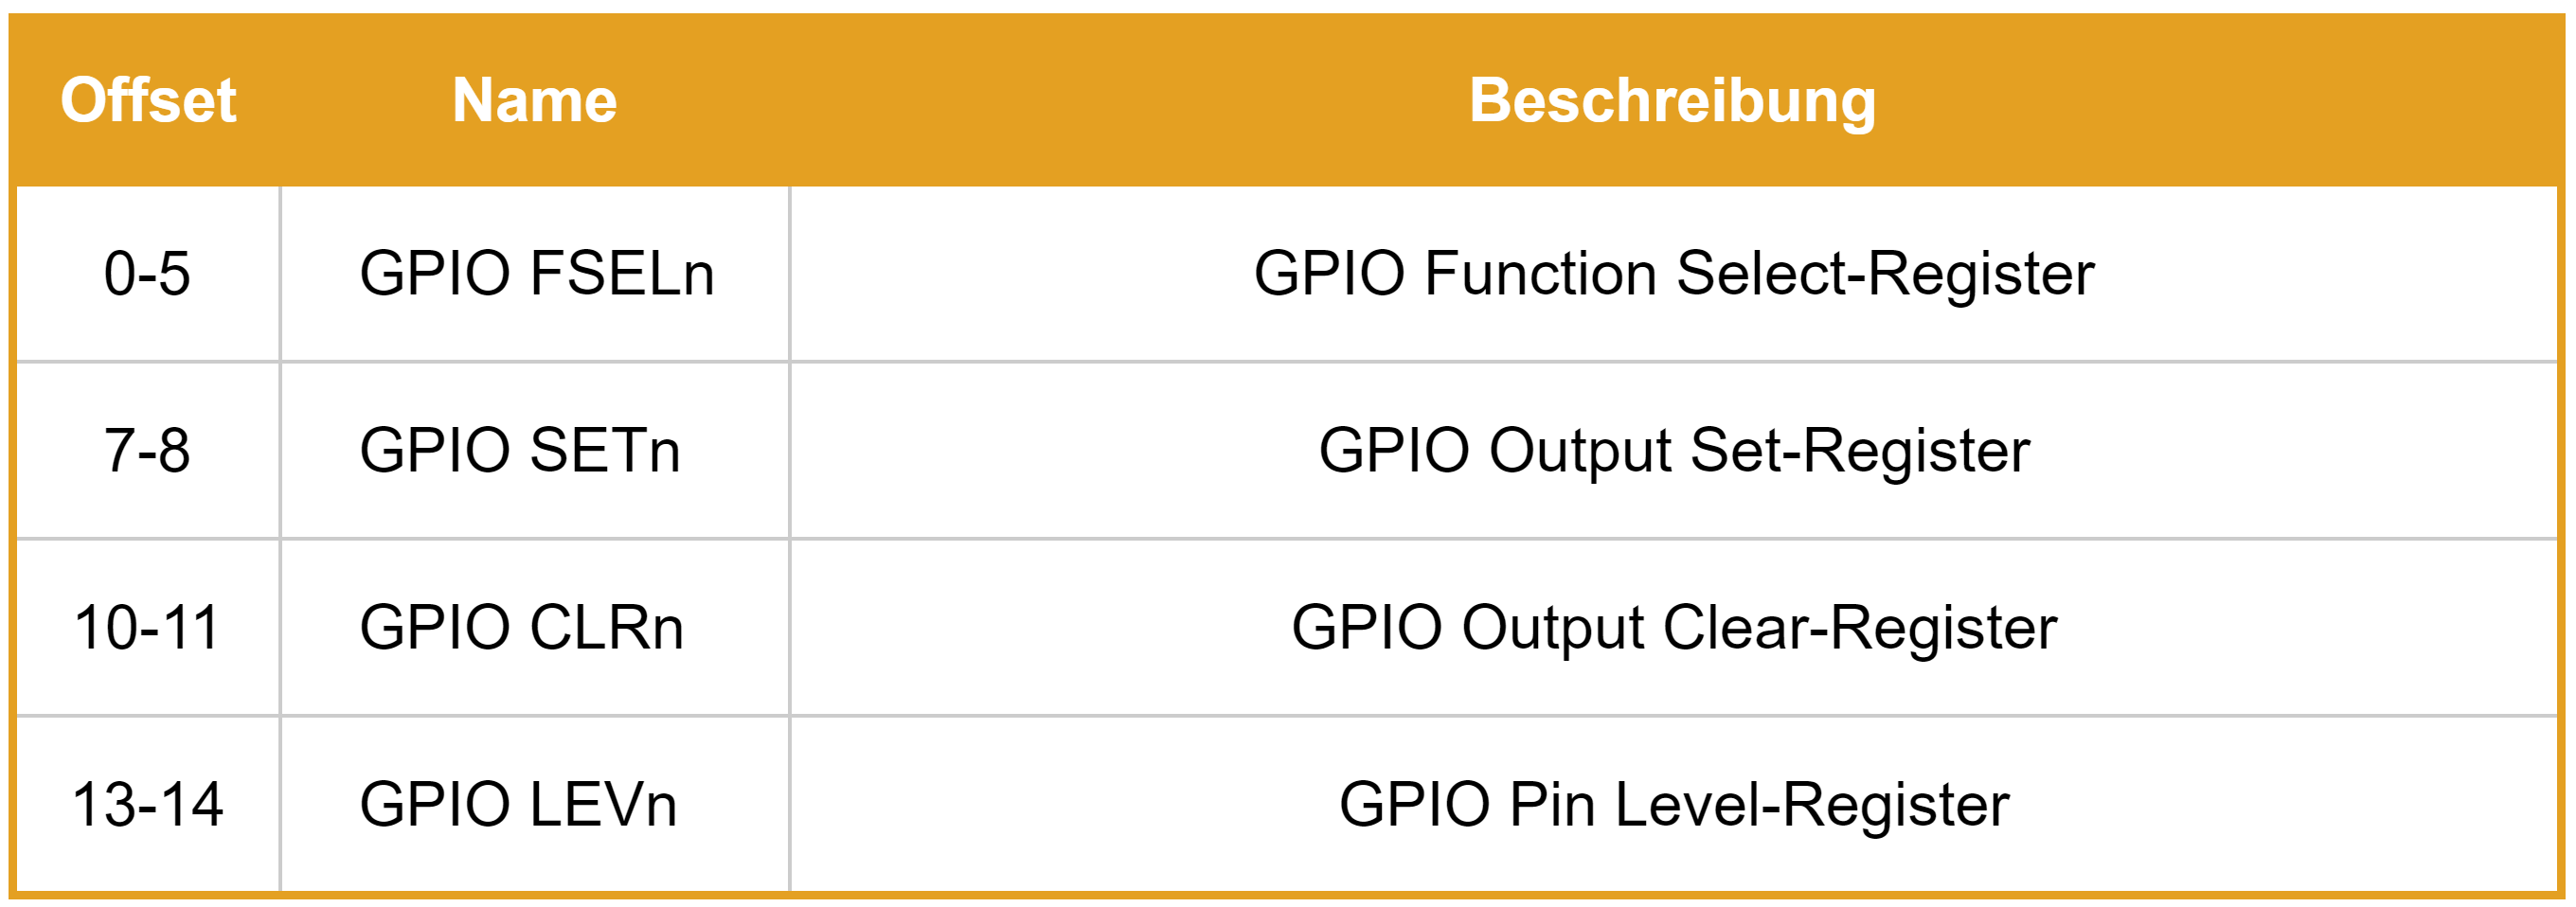 Offset Name Beschreibung
0-5 GPIO FSELn GPIO Function Select-Register
7-8 GPIO SETn GPIO Output Set-Register
10-11 GPIO CLRn GPIO Output Clear-Register
13-14 GPIO LEVn GPIO Pin Level-Register